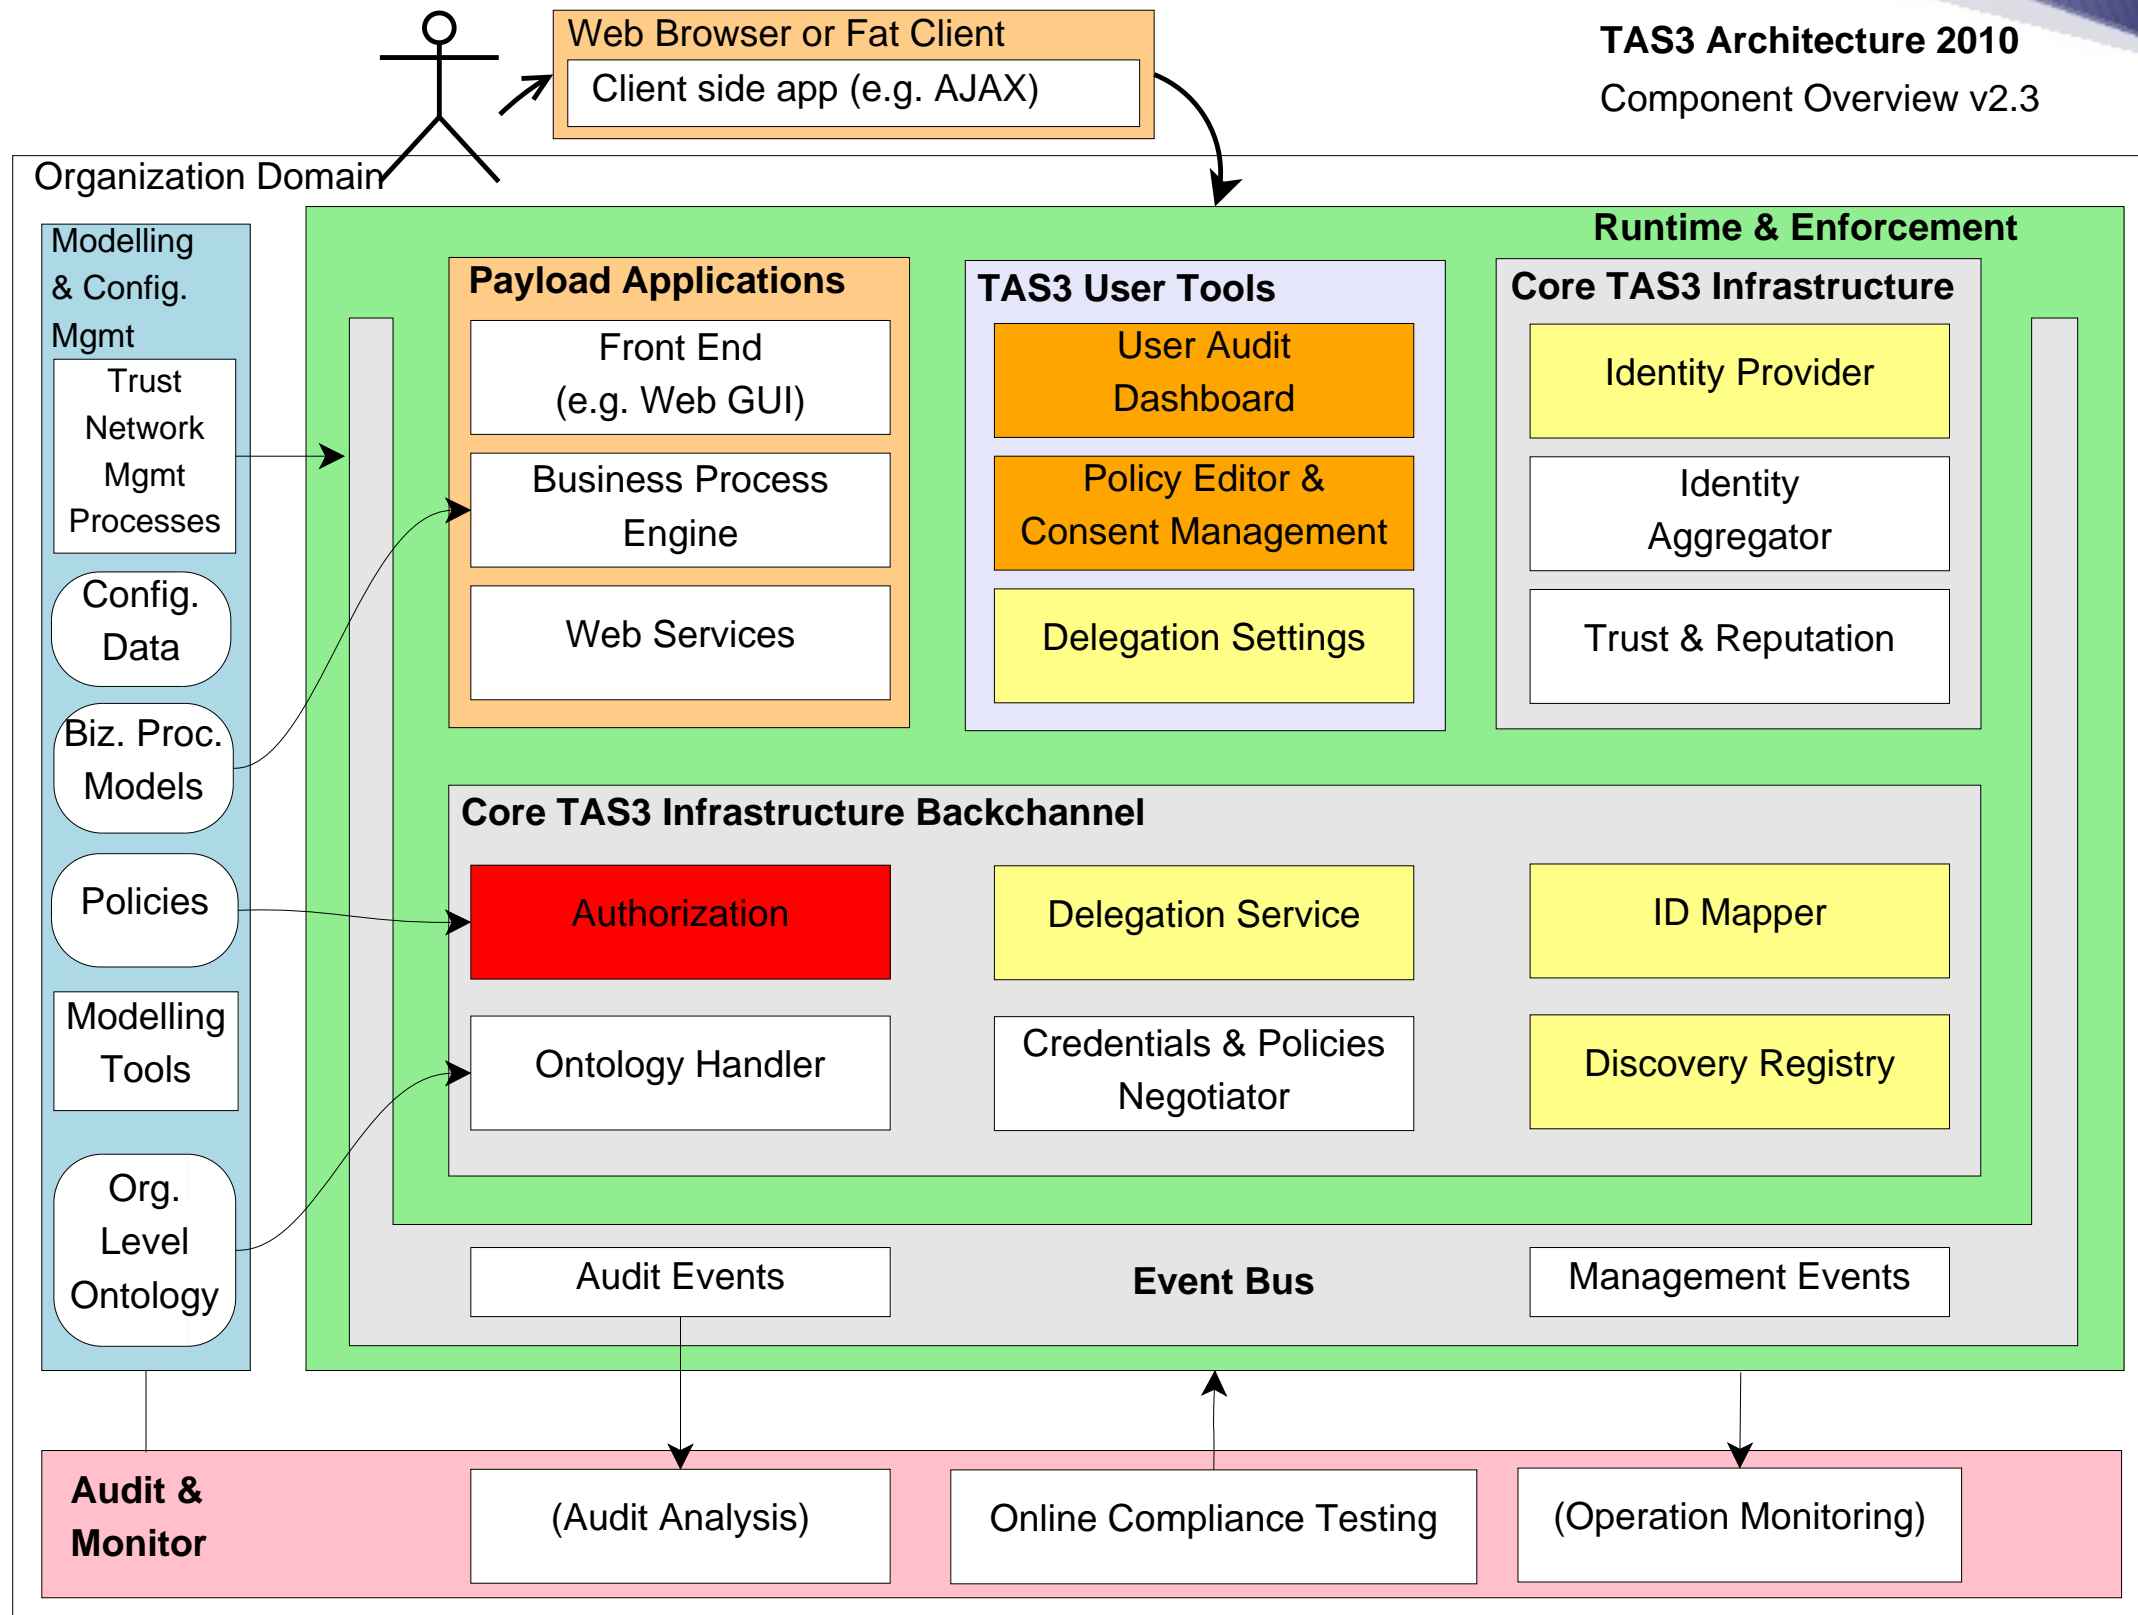 Web Browser or Fat Client
Client side app (e.g. AJAX)
TAS3 Architecture 2010
Component Overview v2.3
Organization Domain
Modelling
& Config.
Mgmt
Trust
Network
Mgmt
Processes
Config.
Data
Biz. Proc.
Models
Policies
Modelling
Tools
Org.
Level
Ontology
Runtime & Enforcement
Payload Applications
Front End
(e.g. Web GUI)
Business Process
Engine
Web Services
TAS3 User Tools
User Audit
Dashboard
Policy Editor &
Consent Management
Delegation Settings
Core TAS3 Infrastructure
Identity Provider
Identity
Aggregator
Trust & Reputation
Core TAS3 Infrastructure Backchannel
Authorization
Delegation Service
ID Mapper
Ontology Handler
Credentials & Policies
Negotiator
Discovery Registry
Audit Events
Event Bus
Management Events
Audit &
Monitor
(Audit Analysis)
Online Compliance Testing
(Operation Monitoring)